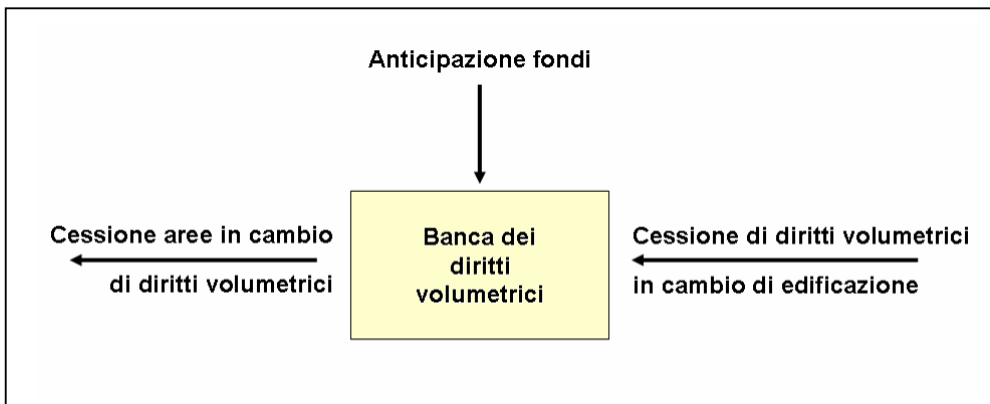 Anticipazione fondi
Cessione aree in cambio
di diritti volumetrici
Banca dei
diritti
volumetrici
Cessione di diritti volumetrici
in cambio di edificazione